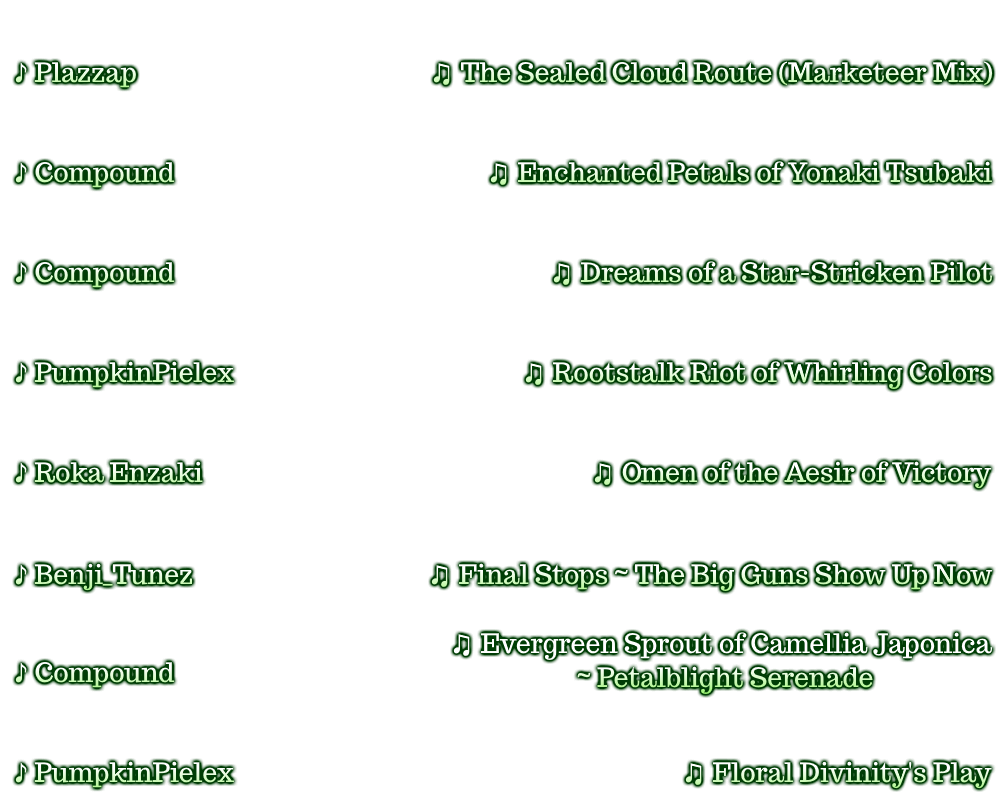 ♪ Plazzap ♫ The Sealed Cloud Route (Marketeer Mix)
♪ Compound ♫ Enchanted Petals of Yonaki Tsubaki
♪ Compound ♫ Dreams of a Star-Stricken Pilot
♪ PumpkinPielex ♫ Rootstalk Riot of Whirling Colors
♪ Roka Enzaki ♫ Omen of the Aesir of Victory
♪ Benji_Tunez ♫ Final Stops ~ The Big Guns Show Up Now
♪ Compound ♫ Evergreen Sprout of Camellia Japonica
~ Petalblight Serenade
♪ PumpkinPielex ♫ Floral Divinity's Play